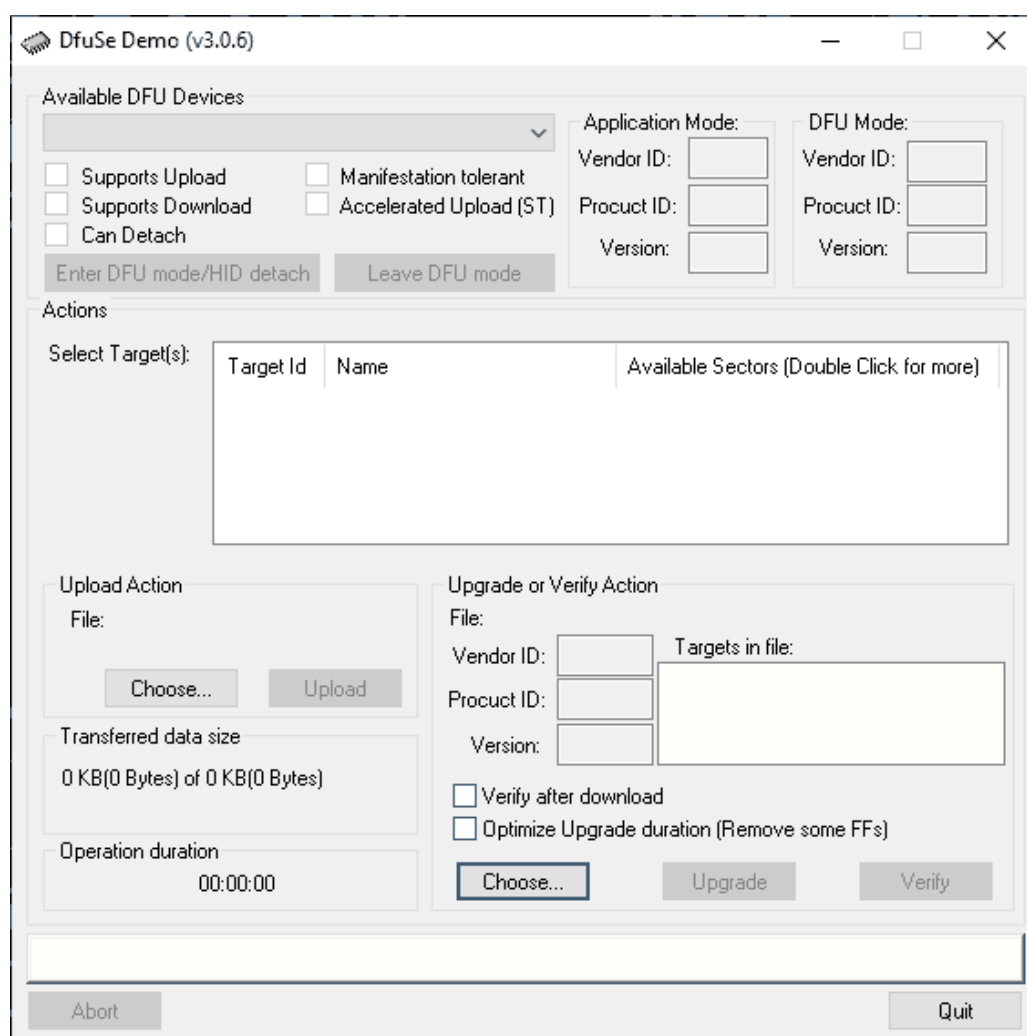 DfuSe Demo (v3.0.6)
Available DFU Devices
Supports Upload
Manifestation tolerant
Supports Download
Accelerated Upload (ST)
Can Detach
Enter DFU mode/HID detach
Leave DFU mode
Application Mode:
Vendor ID:
Procuct ID:
Version:
DFU Mode:
Vendor ID:
Procuct ID:
Version:
Actions
Select Target(s):
Target Id
Name
Available Sectors (Double Click for more)
Upload Action
File:
Choose...
Upload
Transferred data size
0 KB(0 Bytes) of 0 KB(0 Bytes)
Operation duration
00:00:00
Upgrade or Verify Action
File:
Vendor ID:
Procuct ID:
Version:
Targets in file:
Verify after download
Optimize Upgrade duration (Remove some FFs)
Choose...
Upgrade
Verify
Abort
Quit